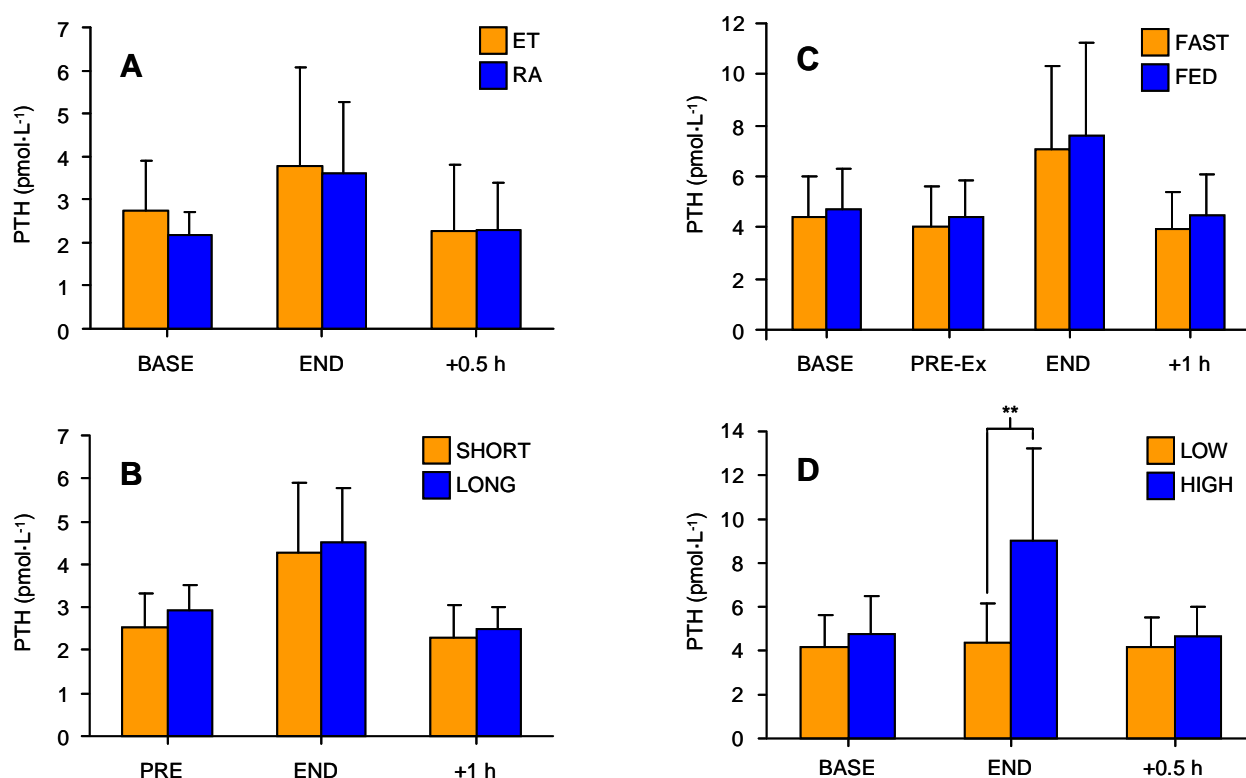 A
ET
RA
PTH (pmol·L-1)
7
6
5
4
3
2
1
0
BASE END +0.5 h
C
FAST
FED
PTH (pmol·L-1)
12
10
8
6
4
2
0
BASE PRE-Ex END +1 h
B
SHORT
LONG
PTH (pmol·L-1)
7
6
5
4
3
2
1
0
PRE END +1 h
**
D
LOW
HIGH
PTH (pmol·L-1)
14
12
10
8
6
4
2
0
BASE END +0.5 h